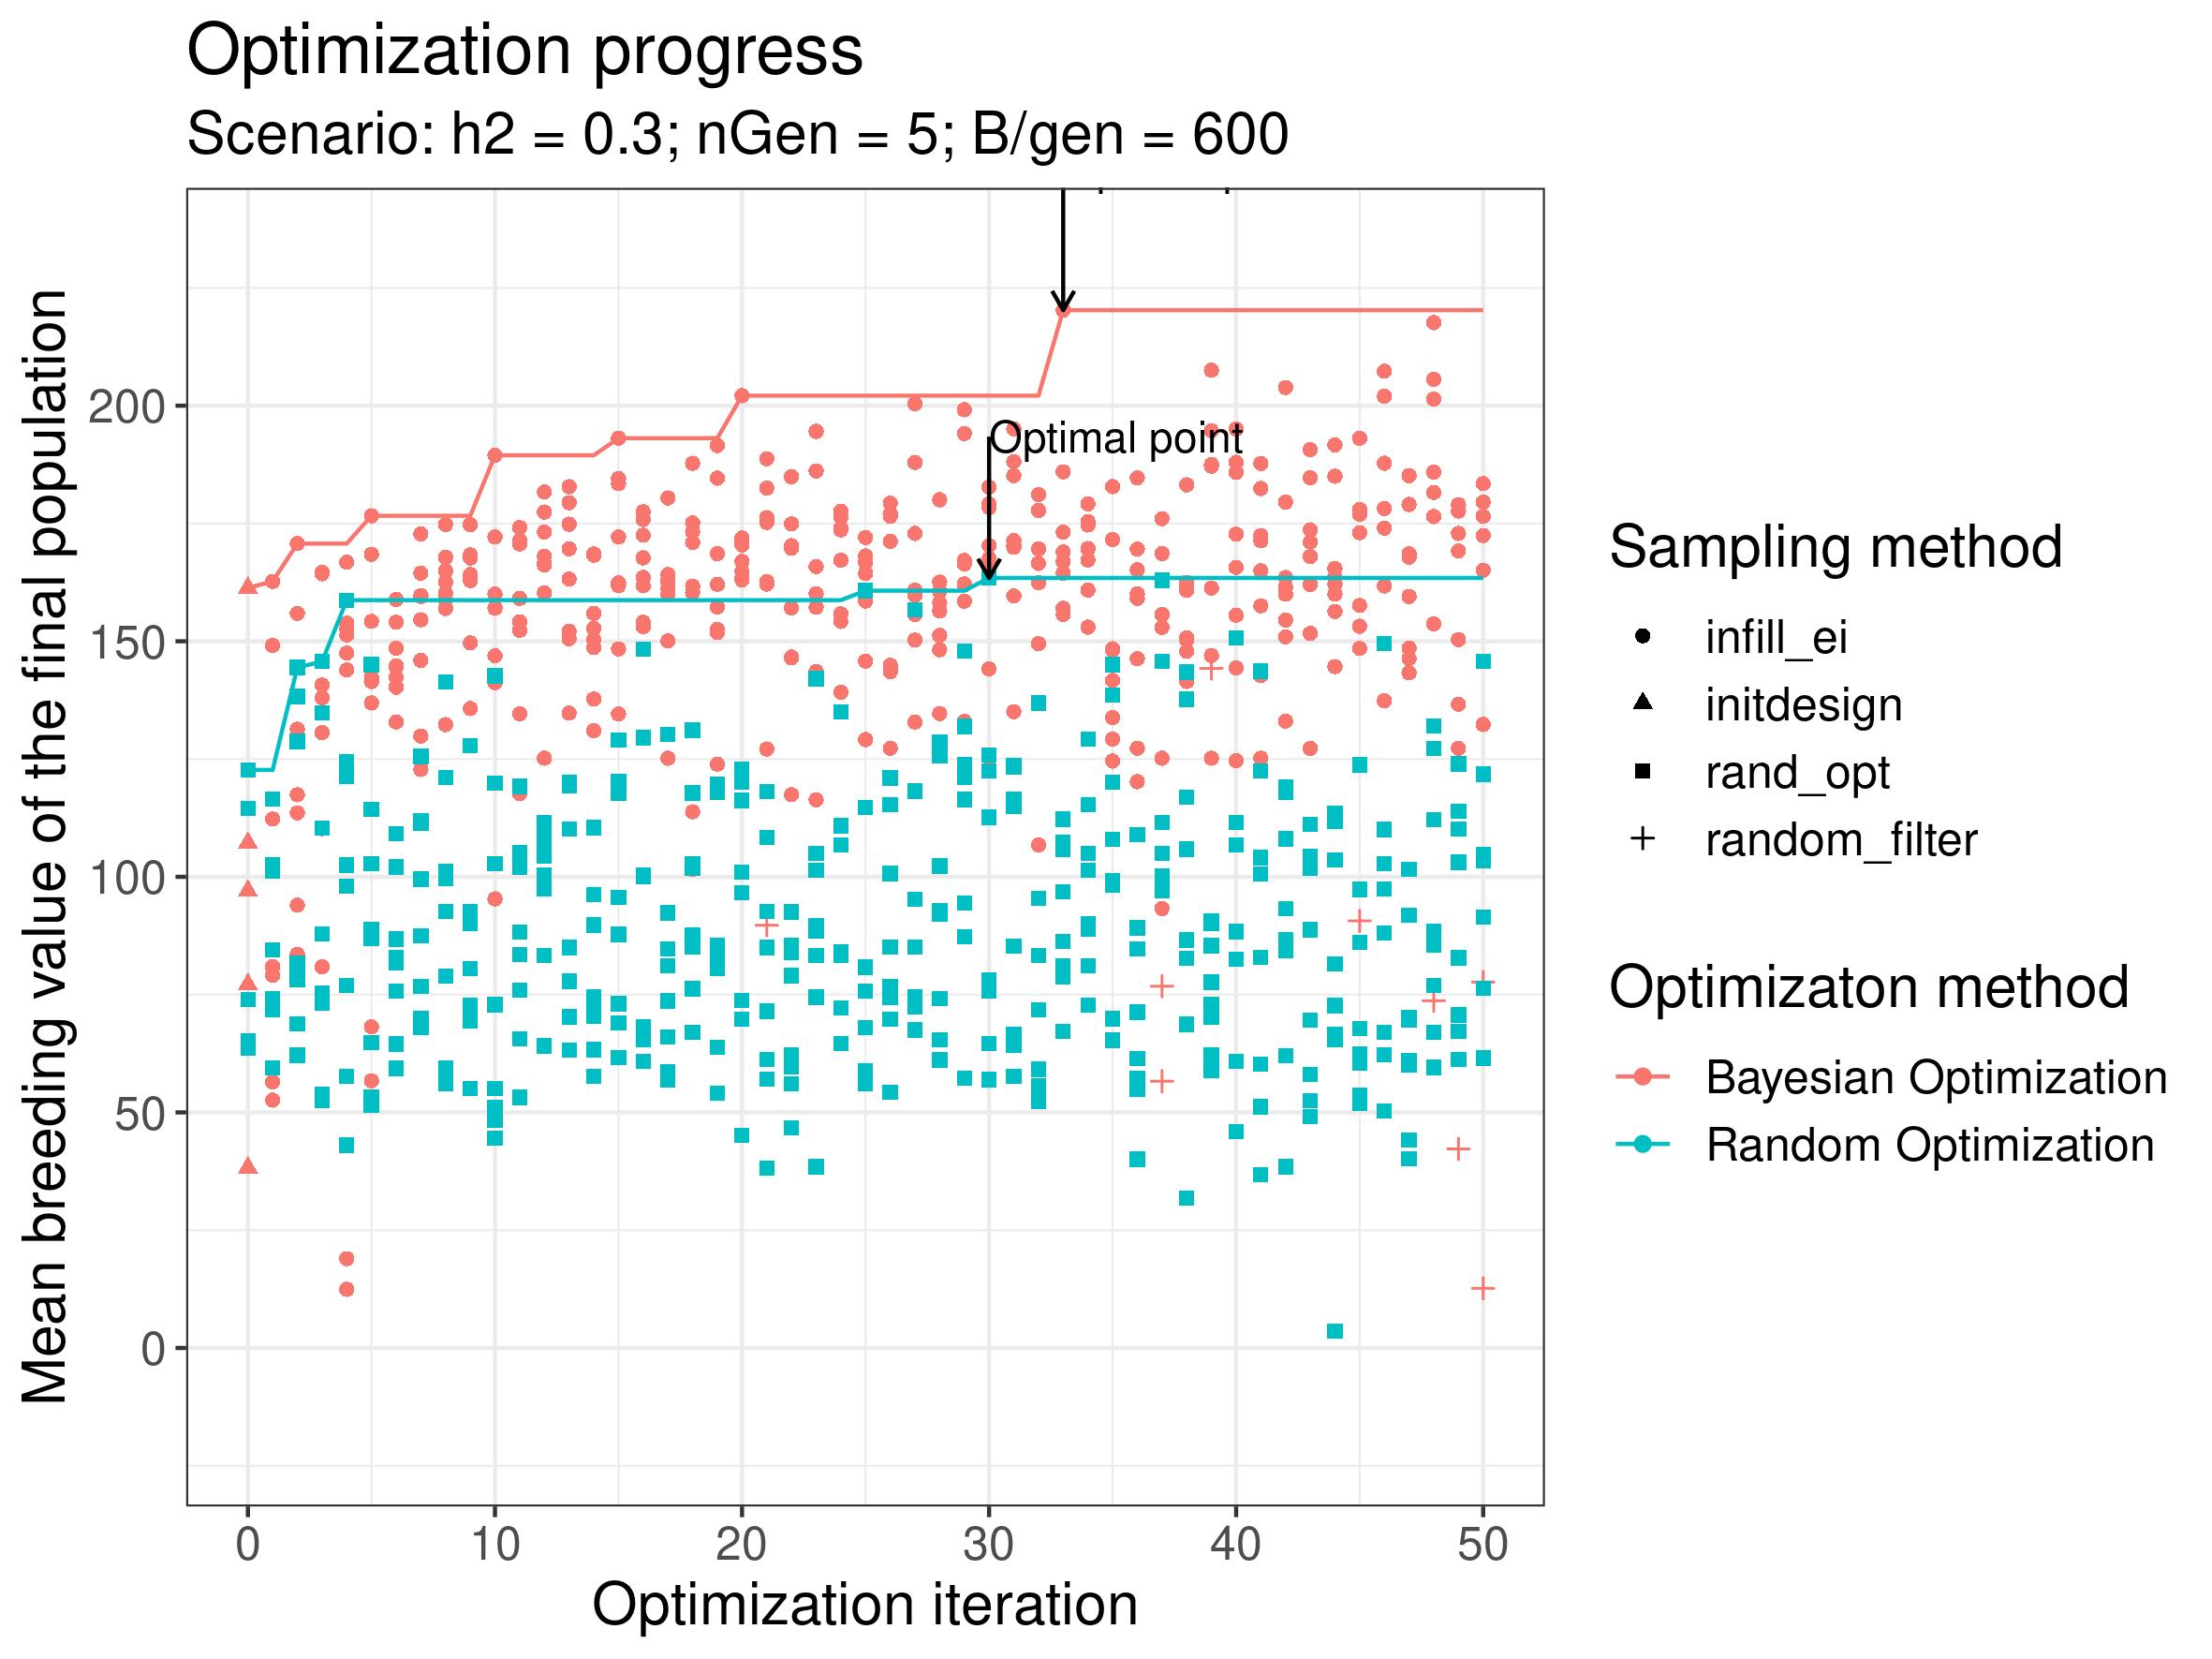 Optimization progress
Scenario: h2 = 0.3; nGen = 5; B/gen = 600
Mean breeding value of the final population
200
150
100
50
0
Optimal point
0 10 20 30 40 50
Optimization iteration
Sampling method
infill_ei
initdesign
rand_opt
random_filter
Optimizaton method
Bayesian Optimization
Random Optimization